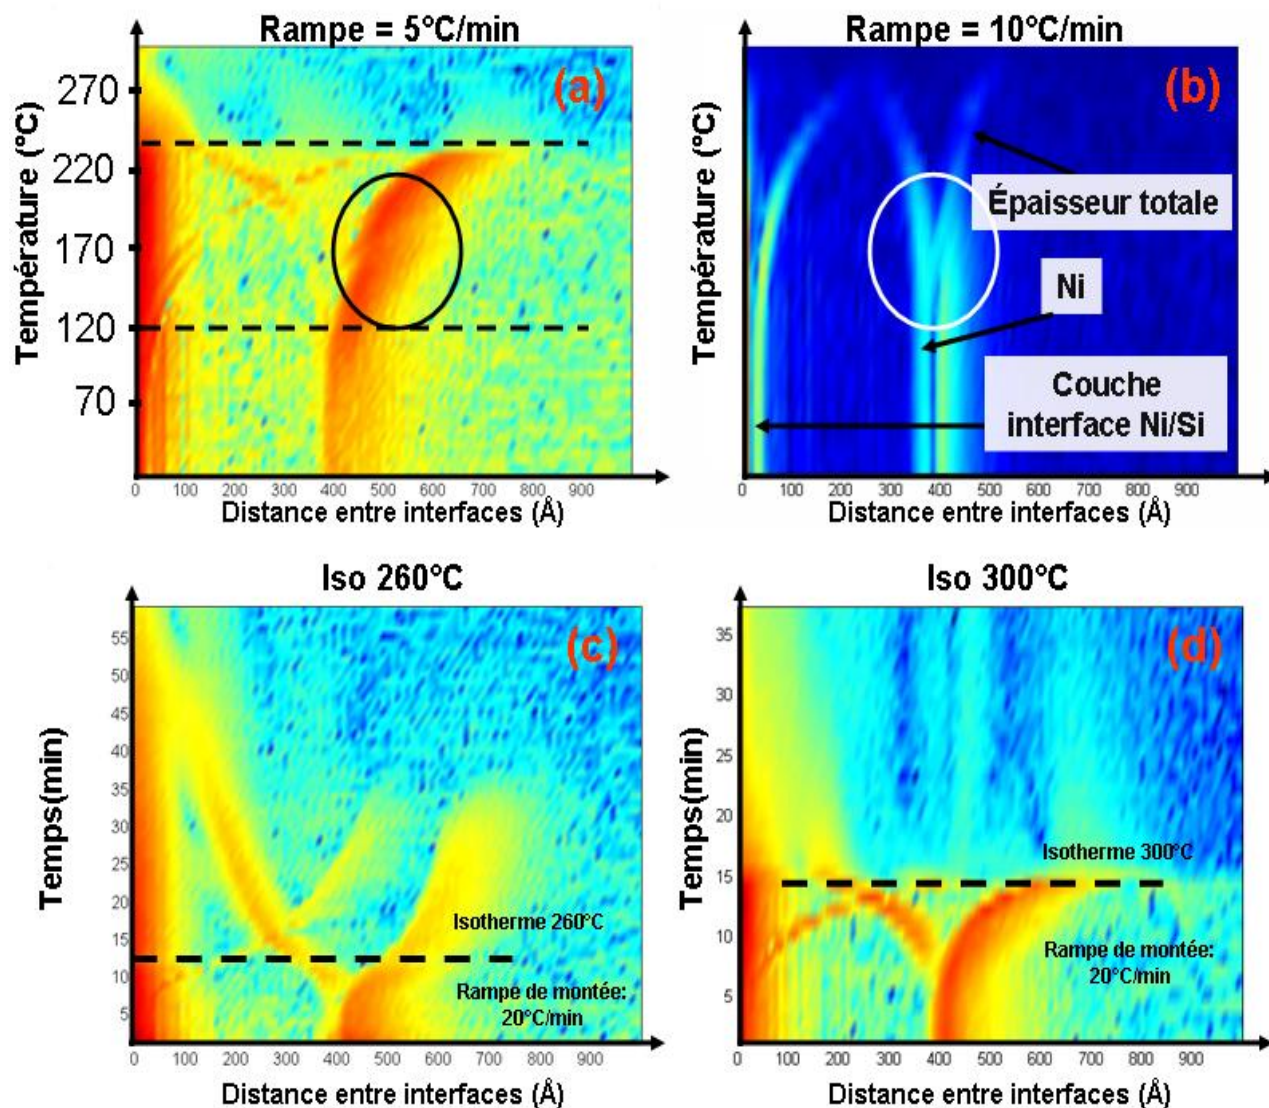 Rampe = 5°C/min
(a)
Température (°C)
270
220
170
120
70
0 100 200 300 400 500 600 700 800 900
Distance entre interfaces (Å)
Rampe = 10°C/min
(b)
Température (°C)
Épaisseur totale
Ni
Couche
interface Ni/Si
0 100 200 300 400 500 600 700 800 900
Distance entre interfaces (Å)
Iso 260°C
(c)
Temps(min)
55
50
45
40
35
30
25
20
15
10
5
Isotherme 260°C
Rampe de montée:
20°C/min
0 100 200 300 400 500 600 700 800 900
Distance entre interfaces (Å)
Iso 300°C
(d)
Temps(min)
35
30
25
20
15
10
5
Isotherme 300°C
Rampe de montée:
20°C/min
0 100 200 300 400 500 600 700 800 900
Distance entre interfaces (Å)